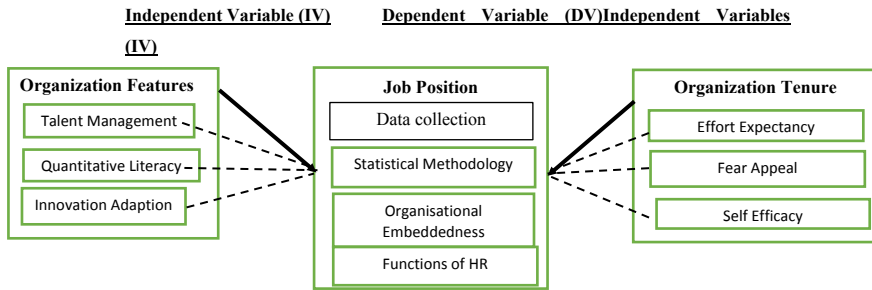 Independent Variable (IV) Dependent Variable (DV)Independent Variables
(IV)
Organization Features
Talent Management
Quantitative Literacy
Innovation Adaption
Job Position
Data collection
Statistical Methodology
Organisational
Embeddedness
Functions of HR
Organization Tenure
Effort Expectancy
Fear Appeal
Self Efficacy